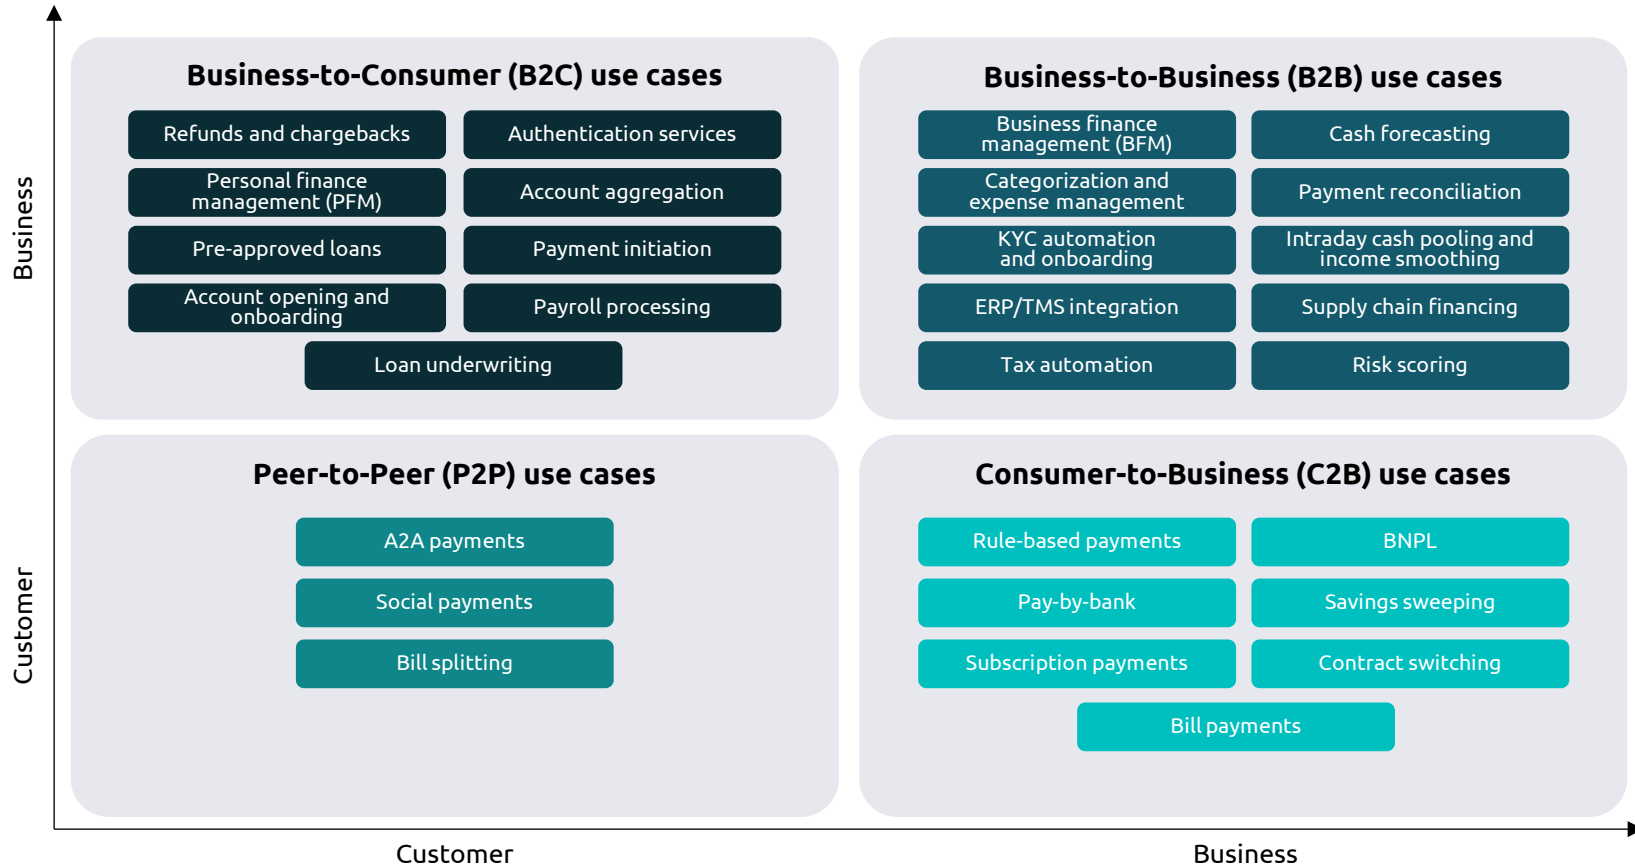 Business-to-Consumer (B2C) use cases
Refunds and chargebacks
Authentication services
Personal finance
management (PFM)
Account aggregation
Pre-approved loans
Payment initiation
Account opening and
onboarding
Payroll processing
Loan underwriting
Business-to-Business (B2B) use cases
Business finance
management (BFM)
Cash forecasting
Categorization and
expense management
Payment reconciliation
KYC automation
and onboarding
Intraday cash pooling and
income smoothing
ERP/TMS integration
Supply chain financing
Tax automation
Risk scoring
Business
Peer-to-Peer (P2P) use cases
A2A payments
Social payments
Bill splitting
Consumer-to-Business (C2B) use cases
Rule-based payments
BNPL
Pay-by-bank
Savings sweeping
Subscription payments
Contract switching
Bill payments
Customer
Customer
Business